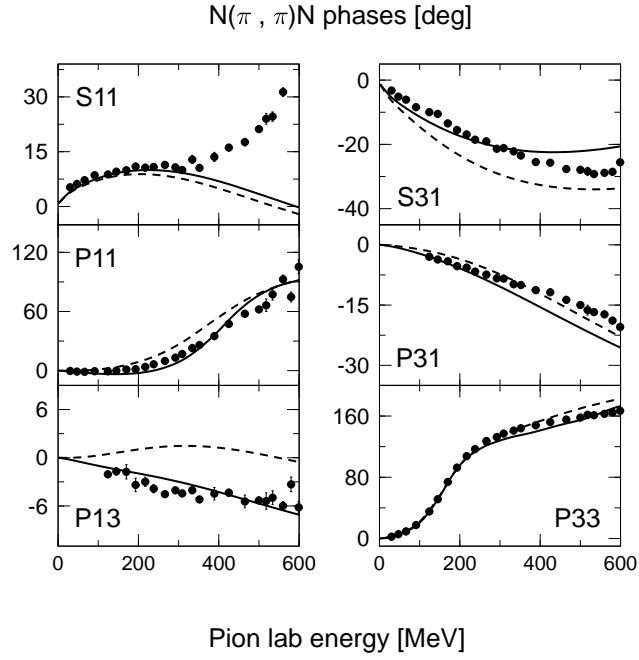 N(π , π)N phases [deg]
30
15
0
S11
0
-20
-40
S31
120
60
0
P11
0
-15
-30
P31
6
0
-6
P13
160
80
0
P33
0 200 400 600
0 200 400 600
Pion lab energy [MeV]